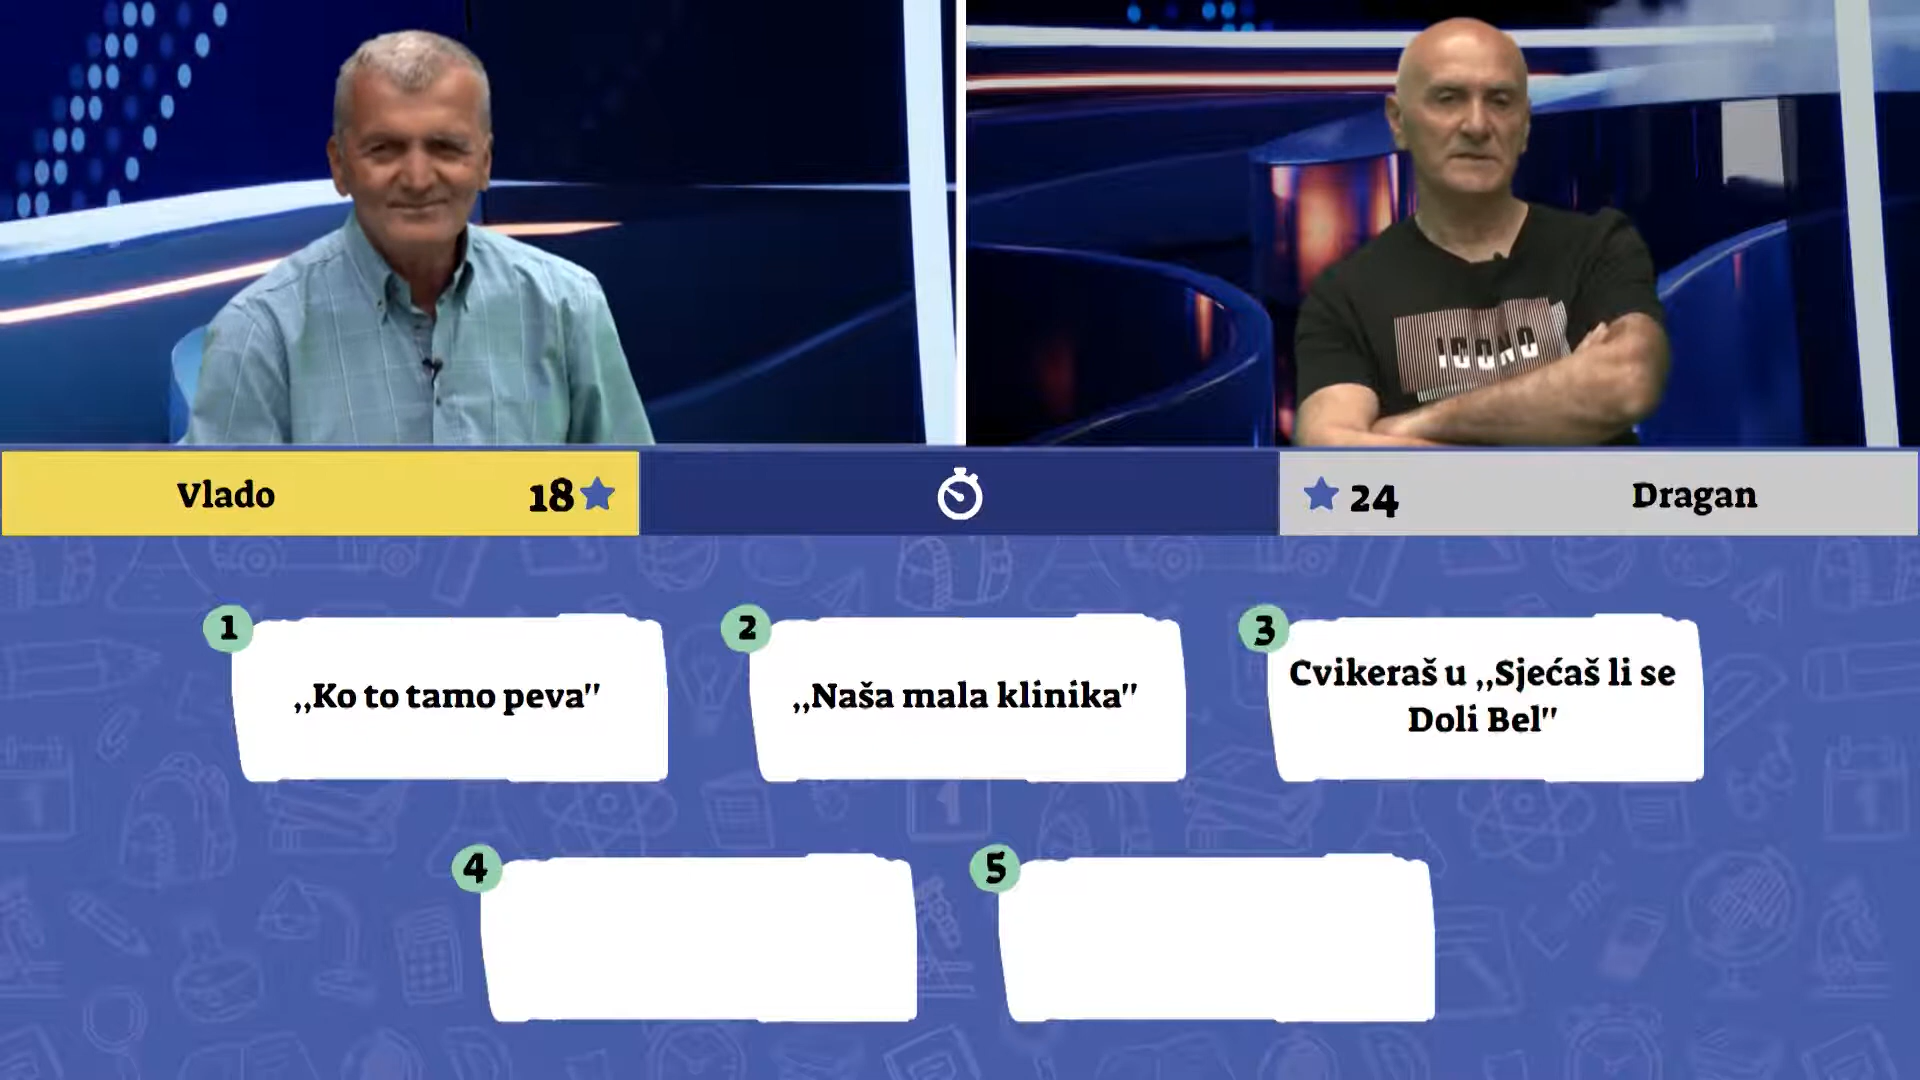 ICONO
Vlado
18
24
Dragan
1
„Ko to tamo peva"
2
„Naša mala klinika"
3
Cvikeraš u „Sjećaš li se
Doli Bel"
4
5